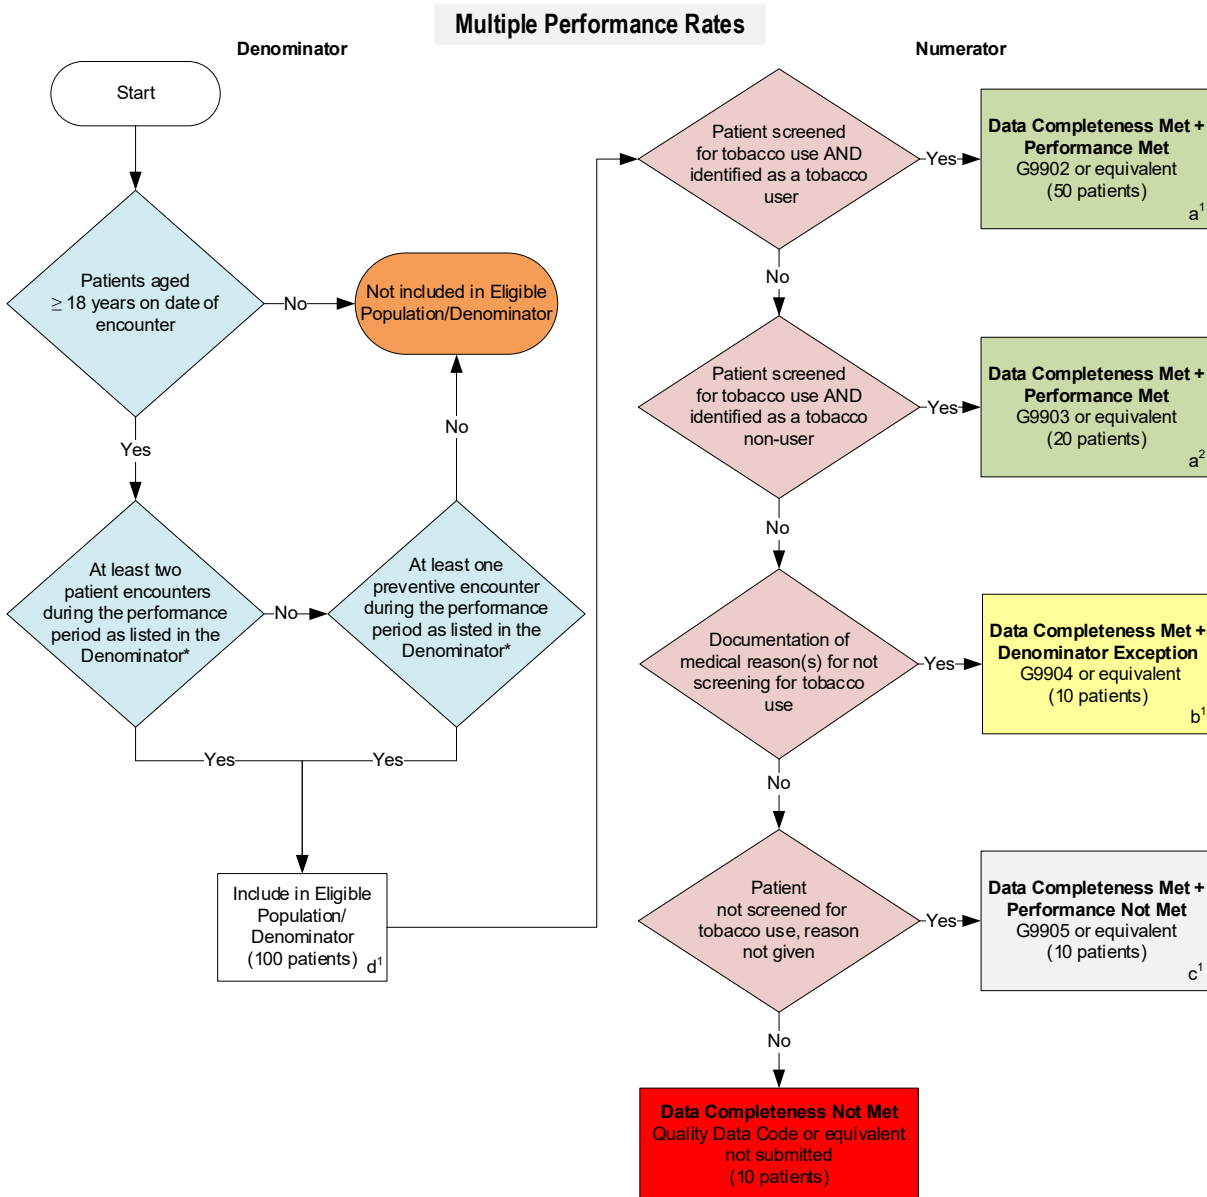 Multiple Performance Rates
Denominator
Numerator
Start
Patients aged
≥ 18 years on date of
encounter
No
Not included in Eligible
Population/Denominator
Yes
No
At least two
patient encounters
during the performance
period as listed in the
Denominator*
No
At least one
preventive encounter
during the performance
period as listed in the
Denominator*
Yes
Yes
Include in Eligible
Population/
Denominator
(100 patients)
d¹
Patient screened
for tobacco use AND
identified as a tobacco
user
Yes
Data Completeness Met +
Performance Met
G9902 or equivalent
(50 patients)
a¹
No
Patient screened
for tobacco use AND
identified as a tobacco
non-user
Yes
Data Completeness Met +
Performance Met
G9903 or equivalent
(20 patients)
a²
No
Documentation of
medical reason(s) for not
screening for tobacco
use
Yes
Data Completeness Met +
Denominator Exception
G9904 or equivalent
(10 patients)
b¹
No
Patient
not screened for
tobacco use, reason
not given
Yes
Data Completeness Met +
Performance Not Met
G9905 or equivalent
(10 patients)
c¹
No
Data Completeness Not Met
Quality Data Code or equivalent
not submitted
(10 patients)